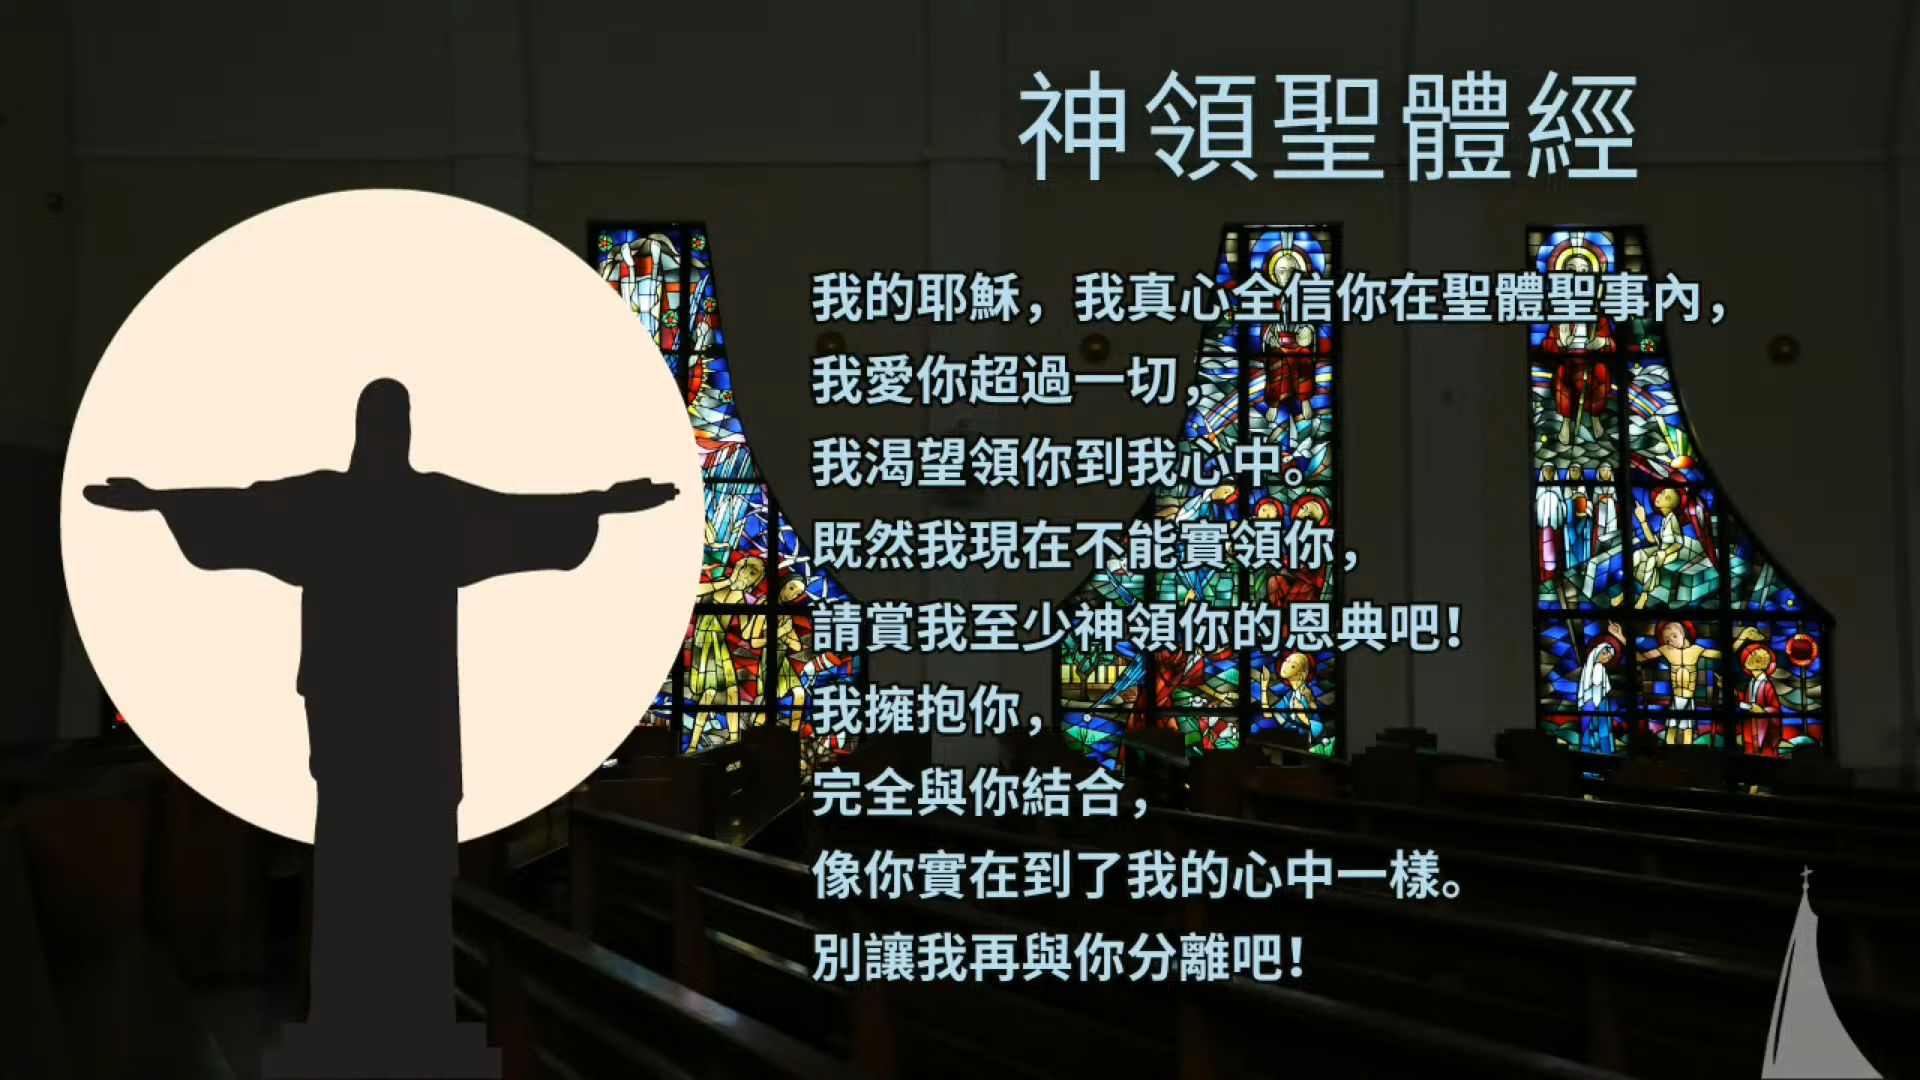 神領聖體經
我的耶穌，我真心全信你在聖體聖事內，
我愛你超過一切，
我渴望領你到我心中。
既然我現在不能實領你，
請賞我至少神領你的恩典吧！
我擁抱你，
完全與你結合，
像你實在到了我的心中一樣。
別讓我再與你分離吧！